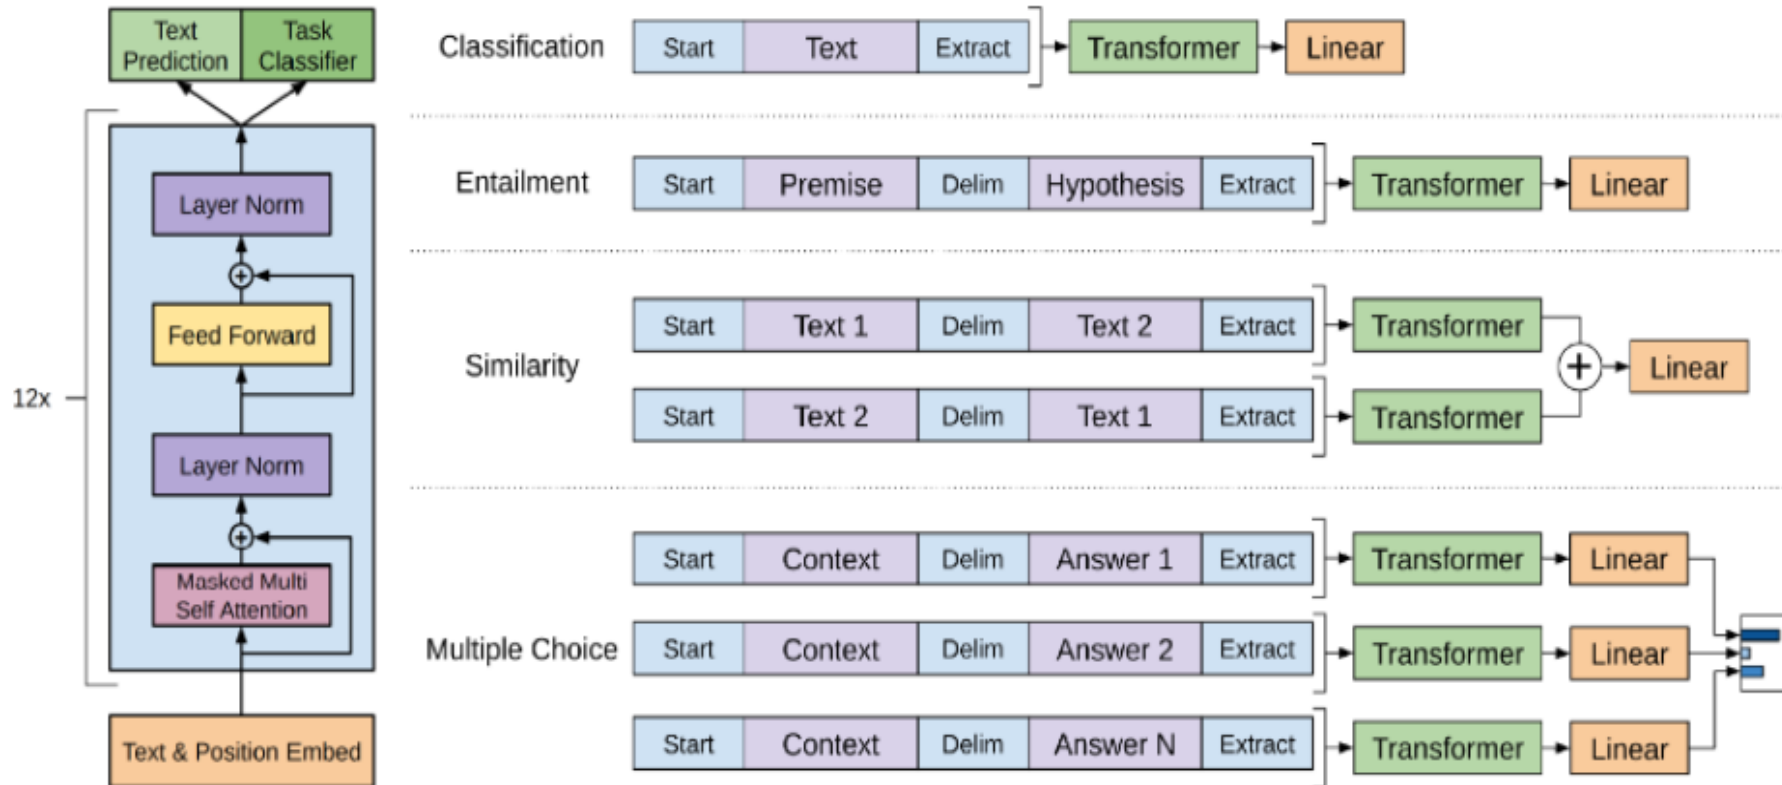 Text
Prediction
Task
Classifier
Layer Norm
Feed Forward
12x
Layer Norm
Masked Multi
Self Attention
Text & Position Embed
Classification
Start Text Extract Transformer Linear
Entailment
Start Premise Delim Hypothesis Extract Transformer Linear
Similarity
Start Text 1 Delim Text 2 Extract Transformer
+ Linear
Start Text 2 Delim Text 1 Extract Transformer
Multiple Choice
Start Context Delim Answer 1 Extract Transformer Linear
Start Context Delim Answer 2 Extract Transformer Linear
Start Context Delim Answer N Extract Transformer Linear